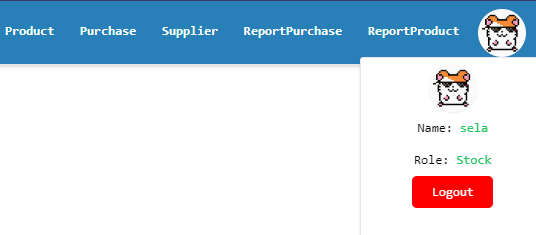 Product Purchase Supplier ReportPurchase ReportProduct
Name: sela
Role: Stock
Logout